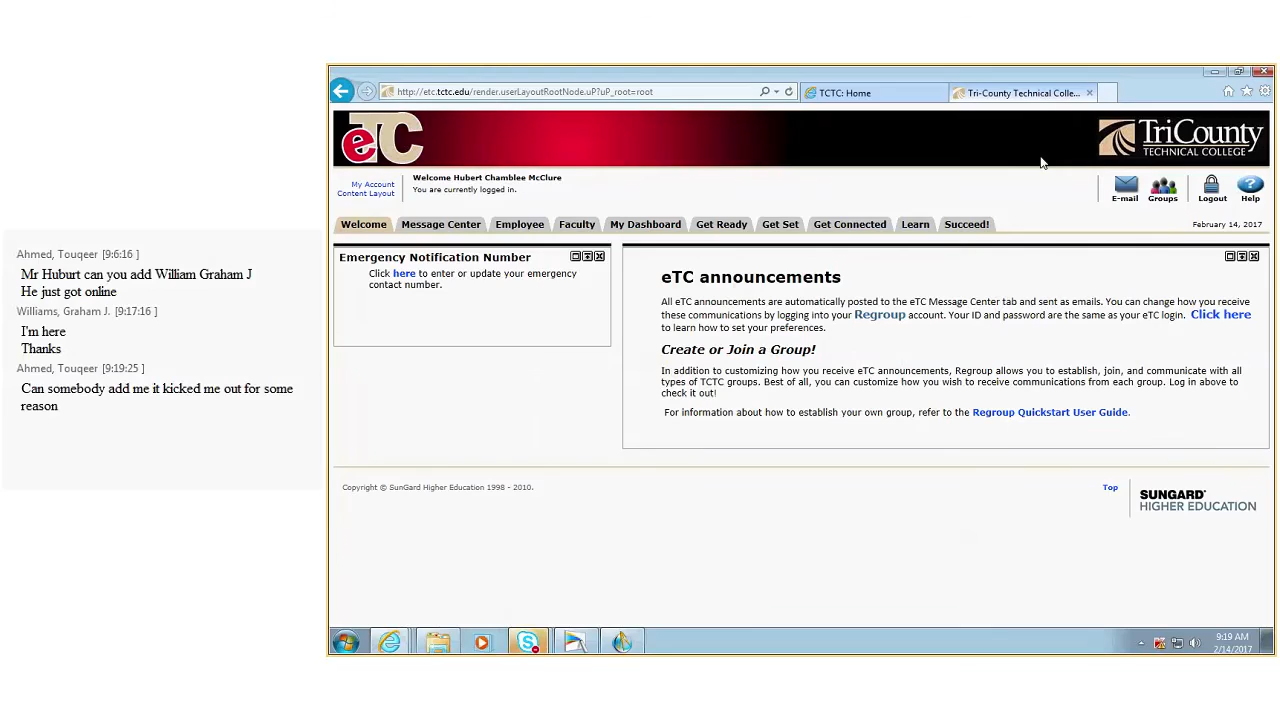 Ahmed, Touqeer [9:6:16 ]
Mr Huburt can you add William Graham J
He just got online
Williams, Graham J. [9:17:16 ]
I'm here
Thanks
Ahmed, Touqeer [9:19:25 ]
Can somebody add me it kicked me out for some
reason
http://etc.tctc.edu/render.userLayoutRootNode.uP?uP_root=root
TCTC: Home
Tri-County Technical Colle...
eTC
TriCounty
TECHNICAL COLLEGE
My Account
Content Layout
Welcome Hubert Chamblee McClure
You are currently logged in.
E-mail
Groups
Logout
Help
Welcome
Message Center
Employee
Faculty
My Dashboard
Get Ready
Get Set
Get Connected
Learn
Succeed!
February 14, 2017
Emergency Notification Number
Click here to enter or update your emergency
contact number.
eTC announcements
All eTC announcements are automatically posted to the eTC Message Center tab and sent as emails. You can change how you receive
these communications by logging into your Regroup account. Your ID and password are the same as your eTC login. Click here
to learn how to set your preferences.
Create or Join a Group!
In addition to customizing how you receive eTC announcements, Regroup allows you to establish, join, and communicate with all
types of TCTC groups. Best of all, you can customize how you wish to receive communications from each group. Log in above to
check it out!
For information about how to establish your own group, refer to the Regroup Quickstart User Guide.
Copyright © SunGard Higher Education 1998 - 2010.
Top
SUNGARD
HIGHER EDUCATION
9:19 AM
2/14/2017